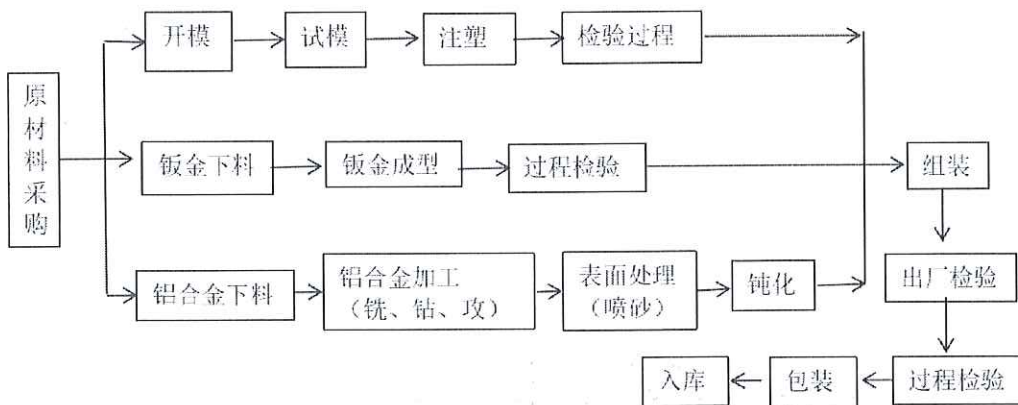 原材料采购
开模
试模
注塑
检验过程
钣金下料
钣金成型
过程检验
组装
铝合金下料
铝合金加工
（铣、钻、攻）
表面处理
（喷砂）
钝化
出厂检验
过程检验
包装
入库